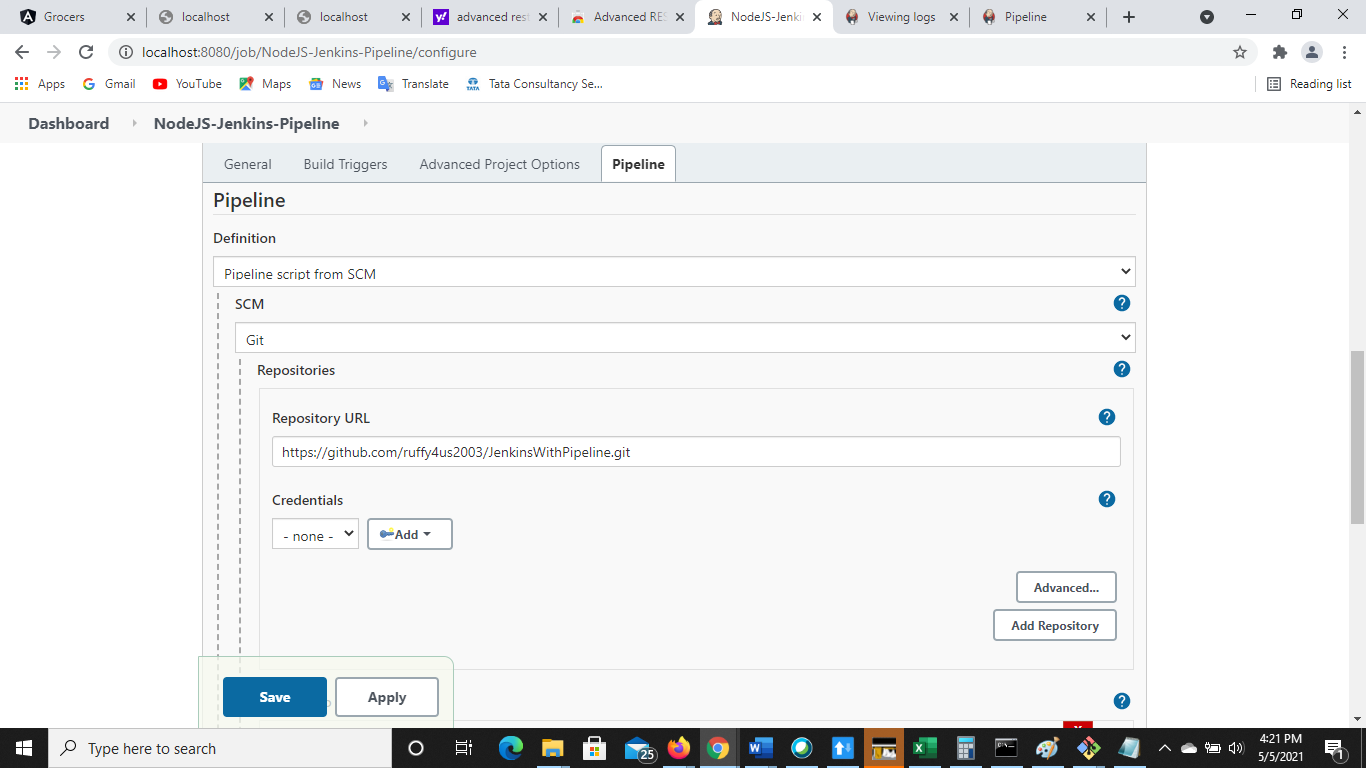 Grocers
localhost
localhost
advanced rest
Advanced RES
NodeJS-Jenki
Viewing logs
Pipeline
localhost:8080/job/NodeJS-Jenkins-Pipeline/configure
Apps
Gmail
YouTube
Maps
News
Translate
TATA
Tata Consultancy Se...
Reading list
Dashboard
NodeJS-Jenkins-Pipeline
General
Build Triggers
Advanced Project Options
Pipeline
Pipeline
Definition
Pipeline script from SCM
SCM
Git
Repositories
Repository URL
https://github.com/ruffy4us2003/JenkinsWithPipeline.git
Credentials
- none -
Add
Advanced...
Add Repository
Save
Apply
X
Type here to search
25
4:21 PM
5/5/2021
1